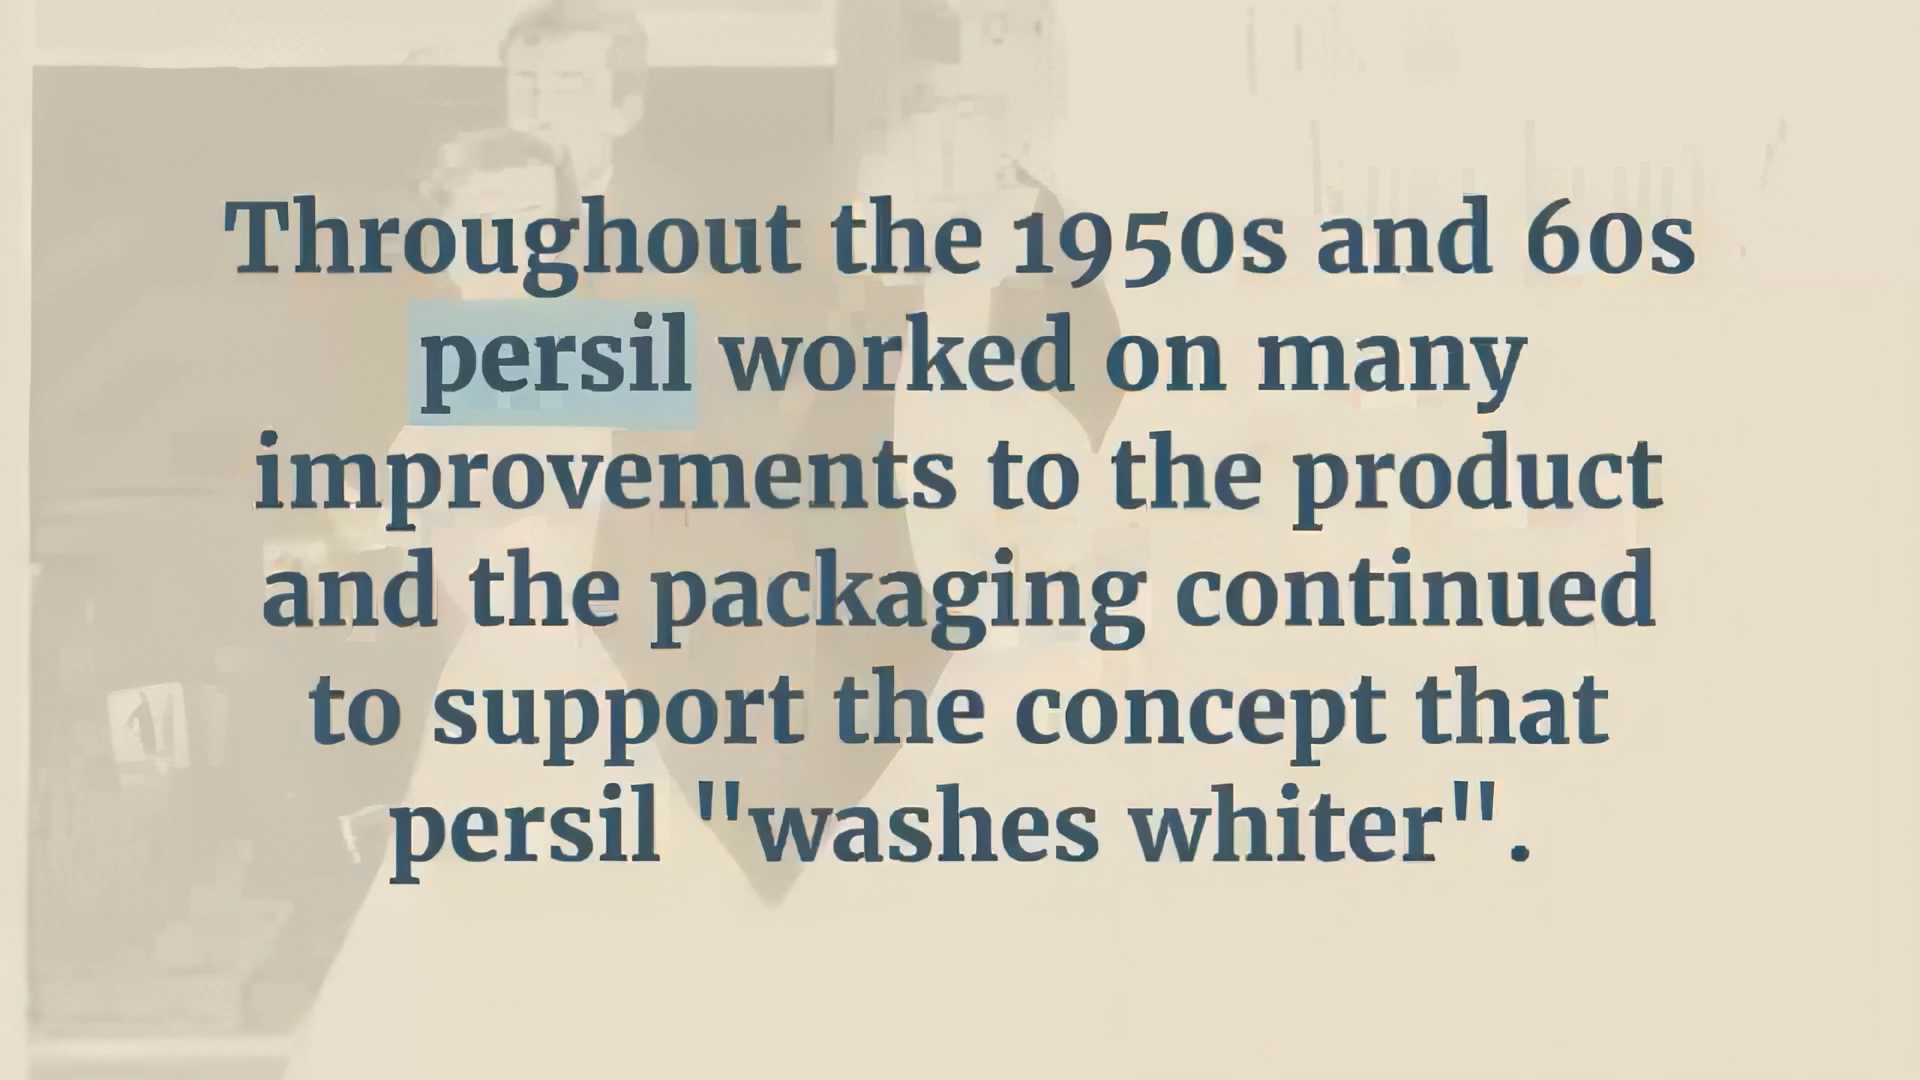 Throughout the 1950s and 60s
persil worked on many
improvements to the product
and the packaging continued
to support the concept that
persil "washes whiter".